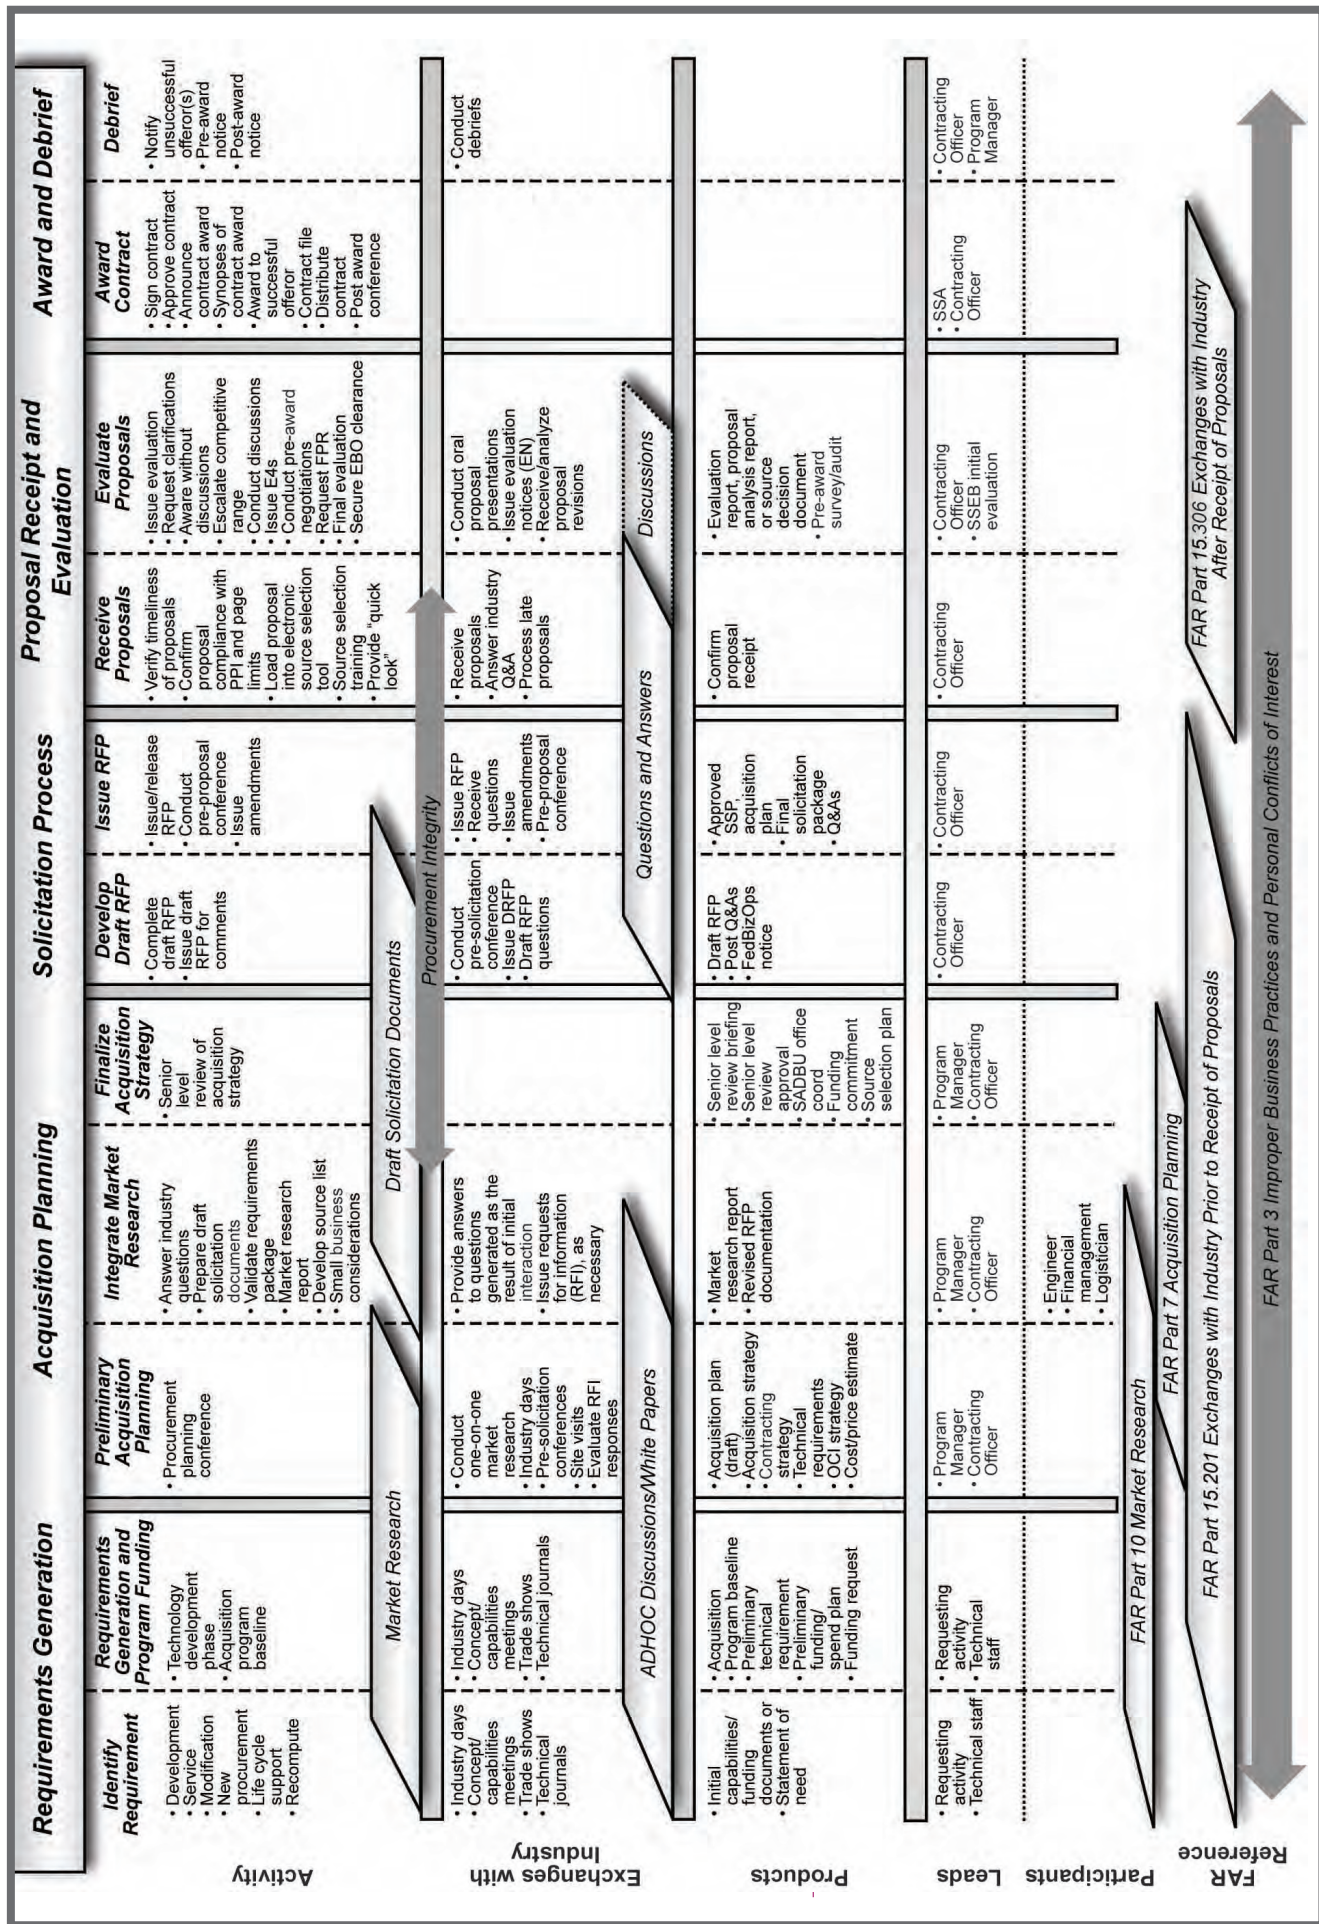 Requirements Generation
Acquisition Planning
Solicitation Process
Proposal Receipt and
Evaluation
Award and Debrief
Identify
Requirement
Requirements
Generation and
Program Funding
Preliminary
Acquisition
Planning
Integrate Market
Research
Finalize
Acquisition
Strategy
Develop
Draft RFP
Issue RFP
Receive
Proposals
Evaluate
Proposals
Award
Contract
Debrief
Activity
• Development
• Service
• Modification
• New
procurement
• Life cycle
support
• Recompute
• Technology
development
phase
• Acquisition
program
baseline
• Procurement
planning
conference
• Answer industry
questions
• Prepare draft
solicitation
documents
• Validate requirements
package
• Market research
report
• Develop source list
• Small business
considerations
• Senior
level
review of
acquisition
strategy
• Complete
draft RFP
• Issue draft
RFP for
comments
• Issue/release
RFP
• Conduct
pre-proposal
conference
• Issue
amendments
• Verify timeliness
of proposals
• Confirm
proposal
compliance with
PPI and page
limits
• Load proposal
into electronic
source selection
tool
• Source selection
training
• Provide “quick
look”
• Issue evaluation
• Request clarifications
• Aware without
discussions
• Escalate competitive
range
• Conduct discussions
• Issue E4s
• Conduct pre-award
negotiations
• Request FPR
• Final evaluation
• Secure EBO clearance
• Sign contract
• Approve contract
• Announce
contract award
• Synopses of
contract award
• Award to
successful
offeror
• Contract file
• Distribute
contract
• Post award
conference
• Notify
unsuccessful
offeror(s)
• Pre-award
notice
• Post-award
notice
Market Research
Draft Solicitation Documents
Procurement Integrity
Exchanges with
Industry
• Industry days
• Concept/
capabilities
meetings
• Trade shows
• Technical
journals
• Industry days
• Concept/
capabilities
meetings
• Trade shows
• Technical journals
• Conduct
one-on-one
market
research
• Industry days
• Pre-solicitation
conferences
• Site visits
• Evaluate RFI
responses
• Provide answers
to questions
generated as the
result of initial
interaction
• Issue requests
for information
(RFI), as
necessary
• Conduct
pre-solicitation
conference
• Issue DRFP
• Draft RFP
questions
• Issue RFP
• Receive
questions
• Issue
amendments
• Pre-proposal
conference
• Receive
proposals
• Answer industry
Q&A
• Process late
proposals
• Conduct oral
proposal
presentations
• Issue evaluation
notices (EN)
• Receive/analyze
proposal
revisions
• Conduct
debriefs
ADHOC Discussions/White Papers
Questions and Answers
Discussions
Products
• Initial
capabilities/
funding
documents or
• Statement of
need
• Acquisition
• Program baseline
• Preliminary
technical
requirement
• Preliminary
funding/
spend plan
• Funding request
• Acquisition plan
(draft)
• Acquisition strategy
• Contracting
strategy
• Technical
requirements
• OCI strategy
• Cost/price estimate
• Market
research report
• Revised RFP
documentation
• Senior level
review briefing
• Senior level
review
approval
• SADBU office
coord
• Funding
commitment
• Source
selection plan
• Draft RFP
• Post Q&As
• FedBizOps
notice
• Approved
SSP,
acquisition
plan
• Final
solicitation
package
• Q&As
• Confirm
proposal
receipt
• Evaluation
report, proposal
analysis report,
or source
decision
document
• Pre-award
survey/audit
Leads
• Requesting
activity
• Technical staff
• Requesting
activity
• Technical
staff
• Program
Manager
• Contracting
Officer
• Program
Manager
• Contracting
Officer
• Program
Manager
• Contracting
Officer
• Contracting
Officer
• Contracting
Officer
• Contracting
Officer
• Contracting
Officer
• SSEB initial
evaluation
• SSA
• Contracting
Officer
• Contracting
Officer
• Program
Manager
Participants
• Engineer
• Financial
management
• Logistician
FAR
Reference
FAR Part 10 Market Research
FAR Part 7 Acquisition Planning
FAR Part 15.201 Exchanges with Industry Prior to Receipt of Proposals
FAR Part 15.306 Exchanges with Industry
After Receipt of Proposals
FAR Part 3 Improper Business Practices and Personal Conflicts of Interest